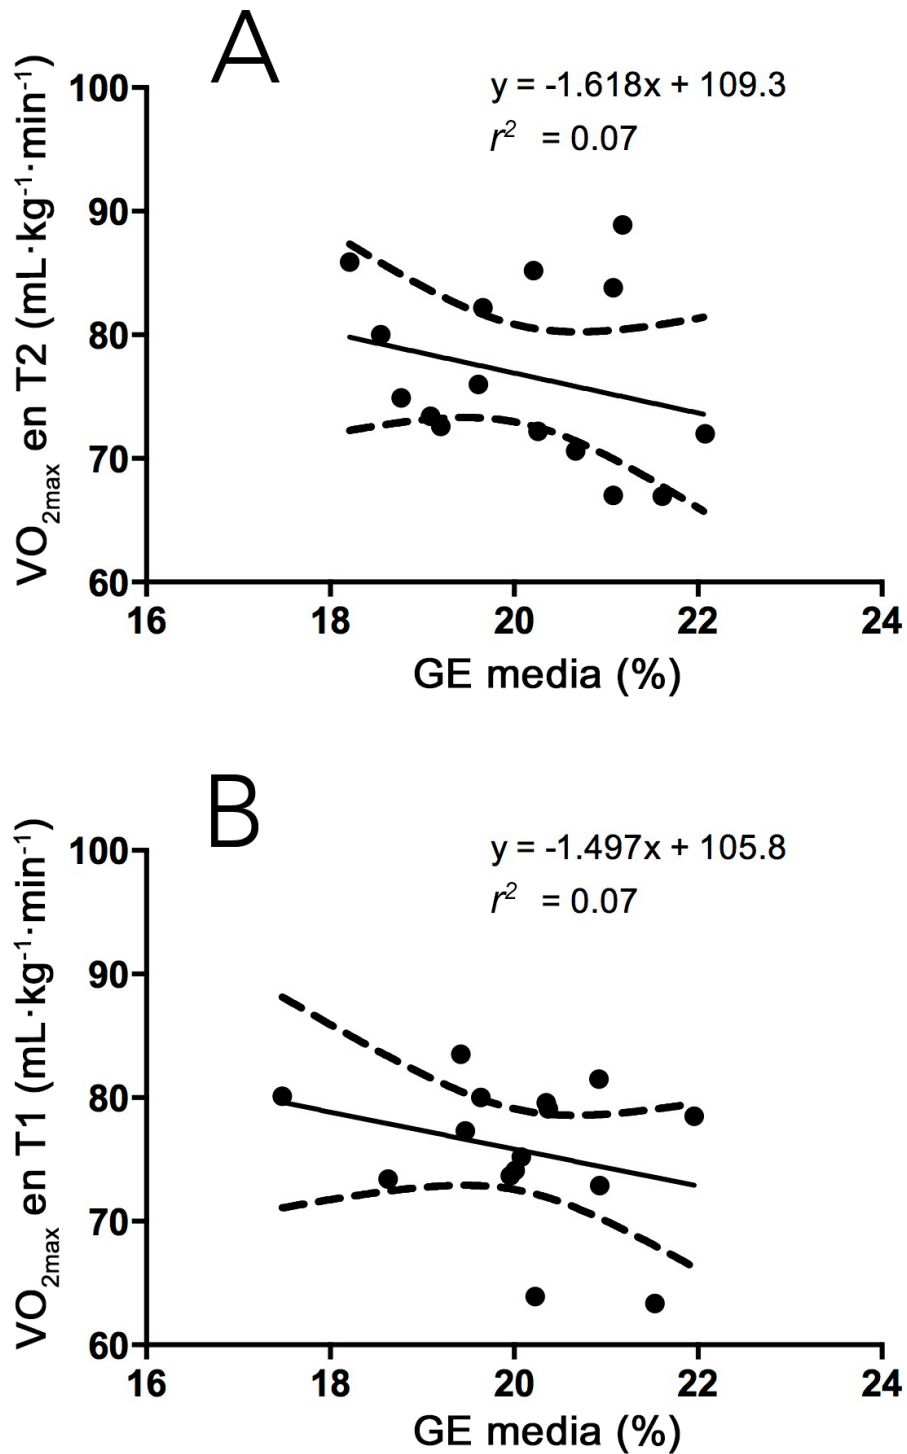 A
y = -1.618x + 109.3
r² = 0.07
VO₂max en T2 (mL·kg⁻¹·min⁻¹)
100
90
80
70
60
16 18 20 22 24
GE media (%)
B
y = -1.497x + 105.8
r² = 0.07
VO₂max en T1 (mL·kg⁻¹·min⁻¹)
100
90
80
70
60
16 18 20 22 24
GE media (%)